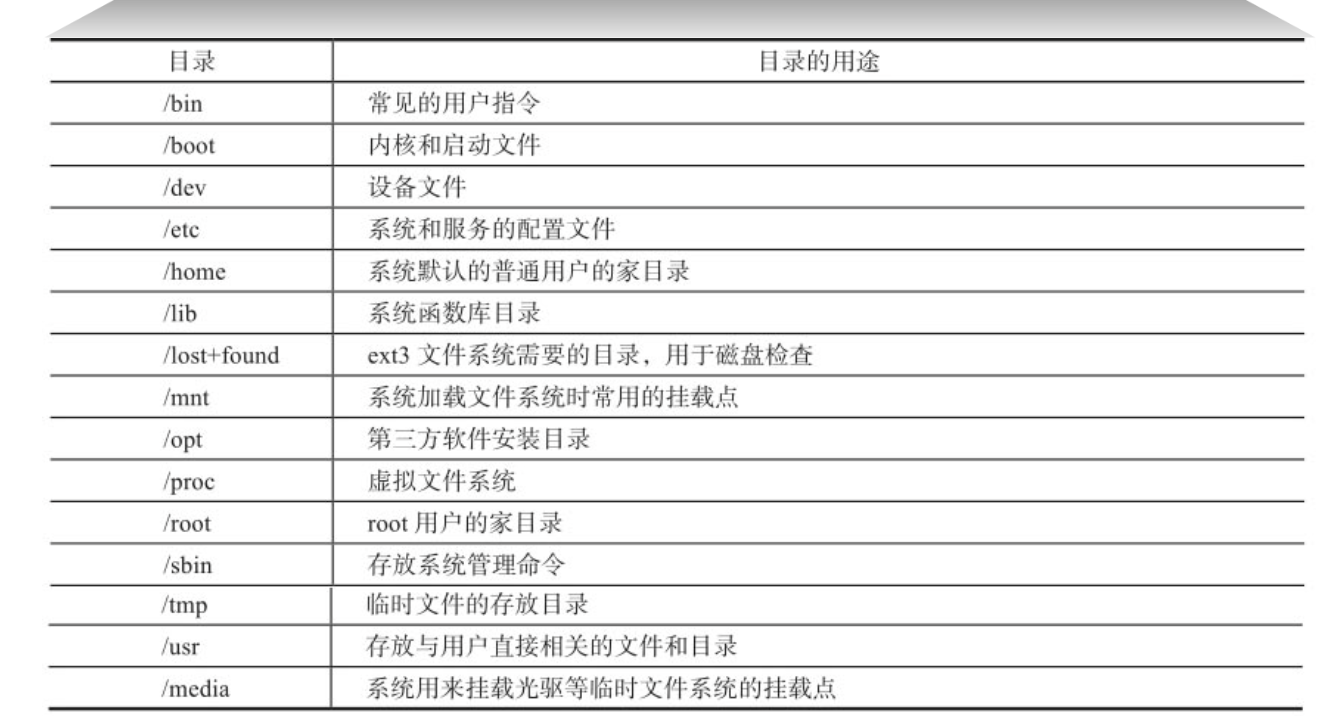 目录 目录的用途
/bin 常见的用户指令
/boot 内核和启动文件
/dev 设备文件
/etc 系统和服务的配置文件
/home 系统默认的普通用户的家目录
/lib 系统函数库目录
/lost+found ext3 文件系统需要的目录，用于磁盘检查
/mnt 系统加载文件系统时常用的挂载点
/opt 第三方软件安装目录
/proc 虚拟文件系统
/root root 用户的家目录
/sbin 存放系统管理命令
/tmp 临时文件的存放目录
/usr 存放与用户直接相关的文件和目录
/media 系统用来挂载光驱等临时文件系统的挂载点